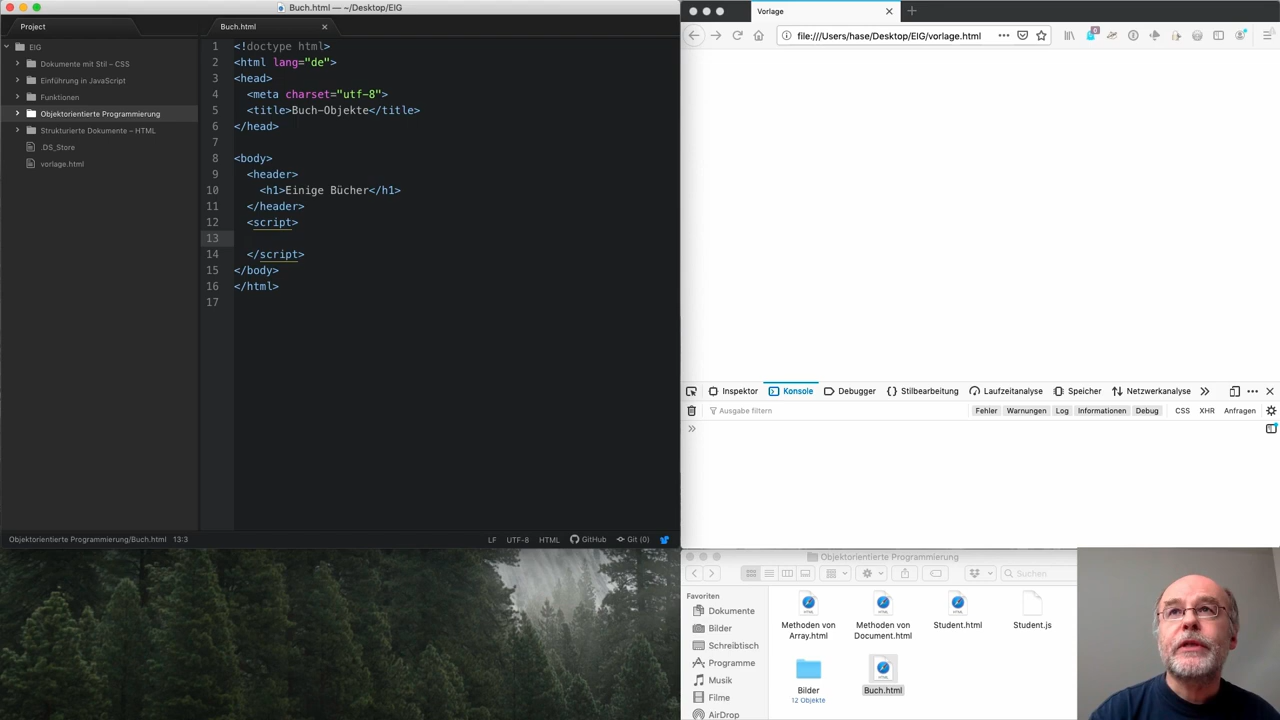 Buch.html — ~/Desktop/EIG
Project
Buch.html
EIG
Dokumente mit Stil – CSS
Einführung in JavaScript
Funktionen
Objektorientierte Programmierung
Strukturierte Dokumente – HTML
.DS_Store
vorlage.html
1 <!doctype html>
2 <html lang="de">
3 <head>
4 <meta charset="utf-8">
5 <title>Buch-Objekte</title>
6 </head>
7
8 <body>
9 <header>
10 <h1>Einige Bücher</h1>
11 </header>
12 <script>
13
14 </script>
15 </body>
16 </html>
17
Objektorientierte Programmierung/Buch.html 13:3
LF UTF-8 HTML GitHub Git (0)
Vorlage
file:///Users/hase/Desktop/EIG/vorlage.html
0
Inspektor Konsole Debugger Stilbearbeitung Laufzeitanalyse Speicher Netzwerkanalyse
Ausgabe filtern
Fehler Warnungen Log Informationen Debug CSS XHR Anfragen
Objektorientierte Programmierung
Suchen
Favoriten
Dokumente
Bilder
Schreibtisch
Programme
Musik
Filme
AirDrop
Methoden von Array.html
Methoden von Document.html
Student.html
Student.js
Bilder
12 Objekte
Buch.html